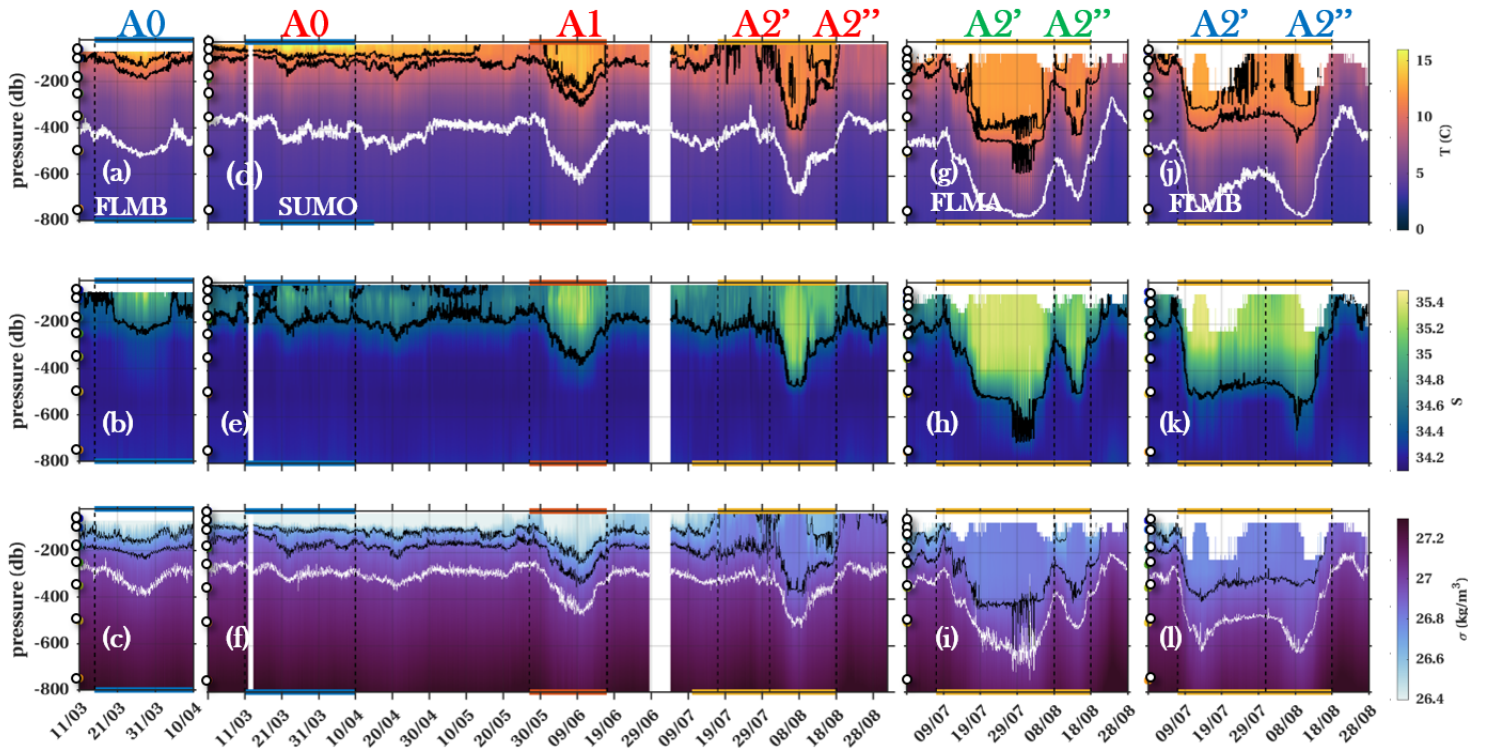 A0 A0 A1 A2’ A2” A2’ A2” A2’ A2”
pressure (db)
-200
-400
-600
-800
(a)
FLMB
(d)
SUMO
(g)
FLMA
(j)
FLMB
15
10
5
0
T (C)
pressure (db)
-200
-400
-600
-800
(b)
(e)
(h)
(k)
35.4
35.2
35
34.8
34.6
34.4
34.2
S
pressure (db)
-200
-400
-600
-800
(c)
(f)
(i)
(l)
27.2
27
26.8
26.6
26.4
σ (kg/m³)
11/03 21/03 31/03 10/04
11/03 21/03 31/03 10/04 20/04 30/04 10/05 20/05 30/05 09/06 19/06 29/06 09/07 19/07 29/07 08/08 18/08 28/08
09/07 19/07 29/07 08/08 18/08 28/08
09/07 19/07 29/07 08/08 18/08 28/08